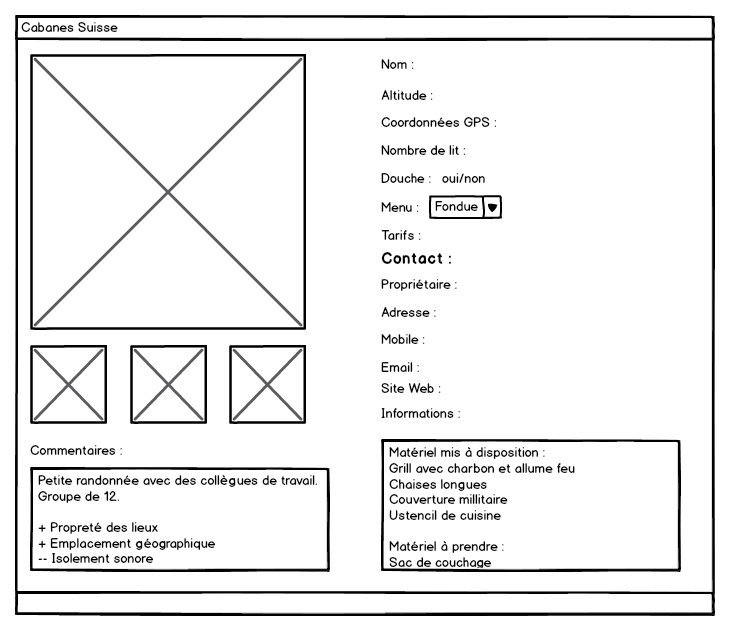 Cabanes Suisse
Nom :
Altitude :
Coordonnées GPS :
Nombre de lit :
Douche : oui/non
Menu : Fondue
Tarifs :
Contact :
Propriétaire :
Adresse :
Mobile :
Email :
Site Web :
Informations :
Commentaires :
Petite randonnée avec des collègues de travail.
Groupe de 12.
+ Propreté des lieux
+ Emplacement géographique
-- Isolement sonore
Matériel mis à disposition :
Grill avec charbon et allume feu
Chaises longues
Couverture millitaire
Ustencil de cuisine
Matériel à prendre :
Sac de couchage